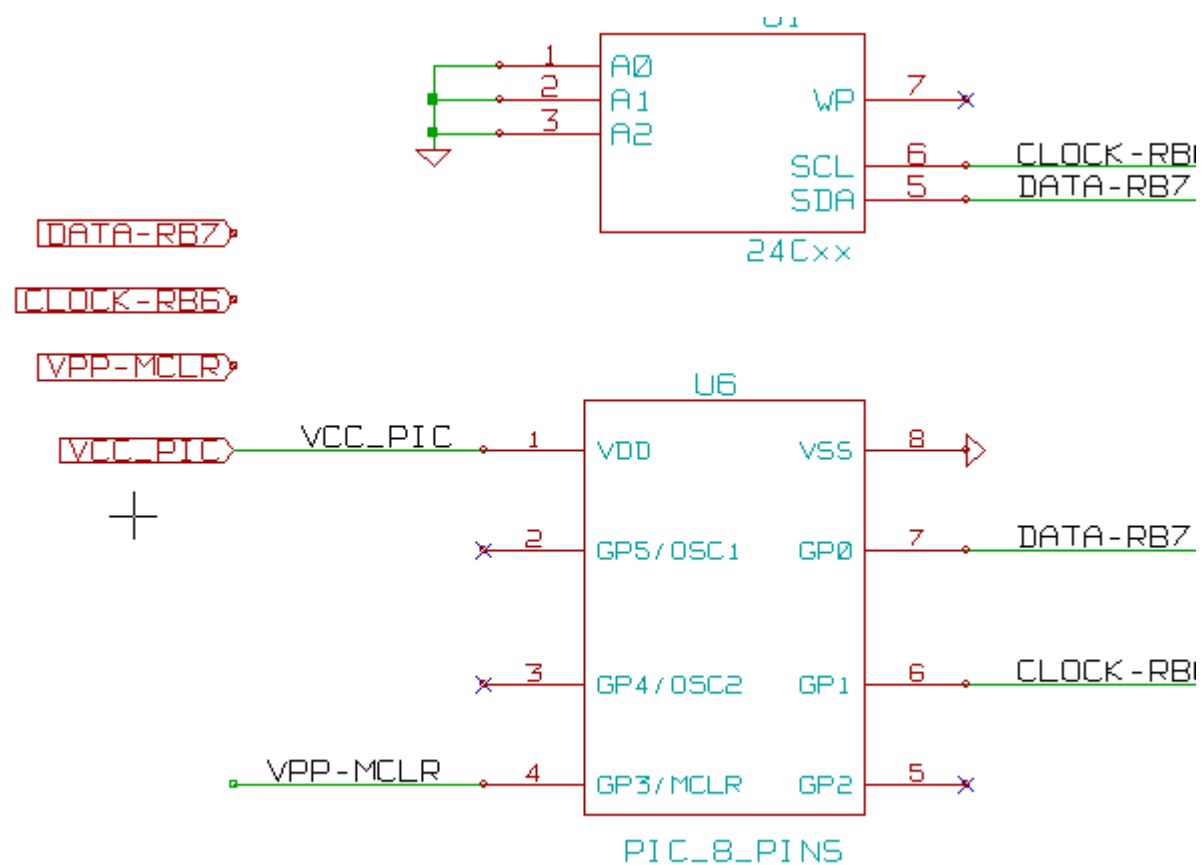 U1
1 A0
2 A1
3 A2
WP 7
SCL 6 CLOCK-RB6
SDA 5 DATA-RB7
24Cxx
DATA-RB7
CLOCK-RB6
VPP-MCLR
U6
VCC_PIC VCC_PIC 1 VDD VSS 8
2 GP5/OSC1 GP0 7 DATA-RB7
3 GP4/OSC2 GP1 6 CLOCK-RB6
VPP-MCLR 4 GP3/MCLR GP2 5
PIC_8_PINS